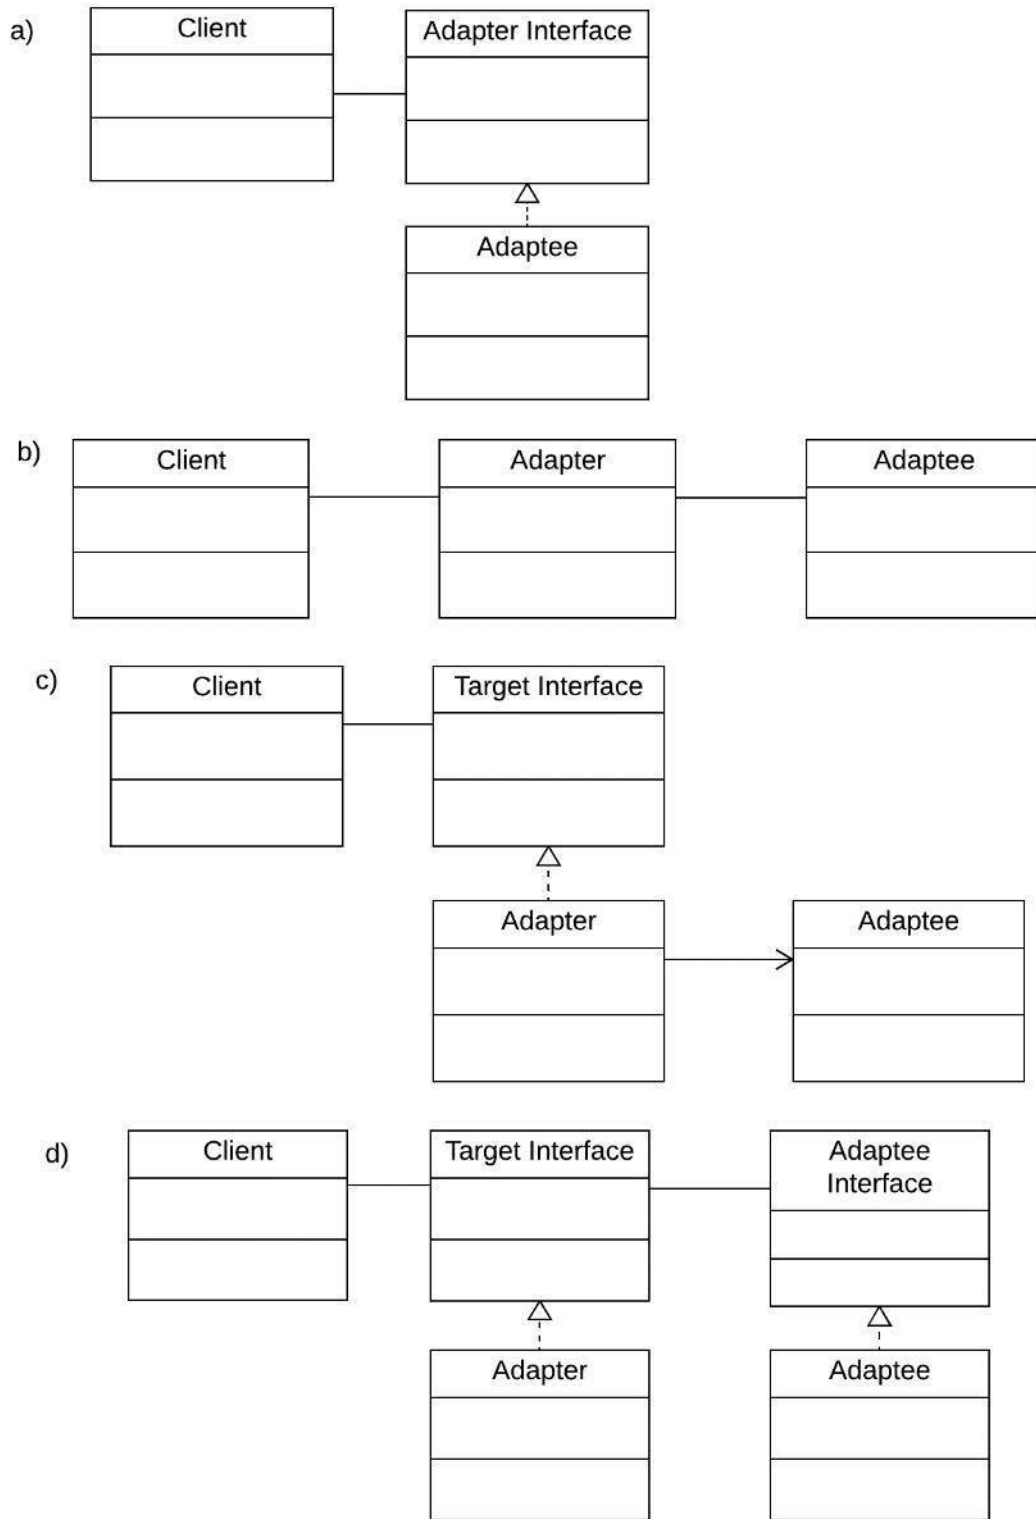 a)
Client
Adapter Interface
Adaptee
b)
Client
Adapter
Adaptee
c)
Client
Target Interface
Adapter
Adaptee
d)
Client
Target Interface
Adaptee
Interface
Adapter
Adaptee